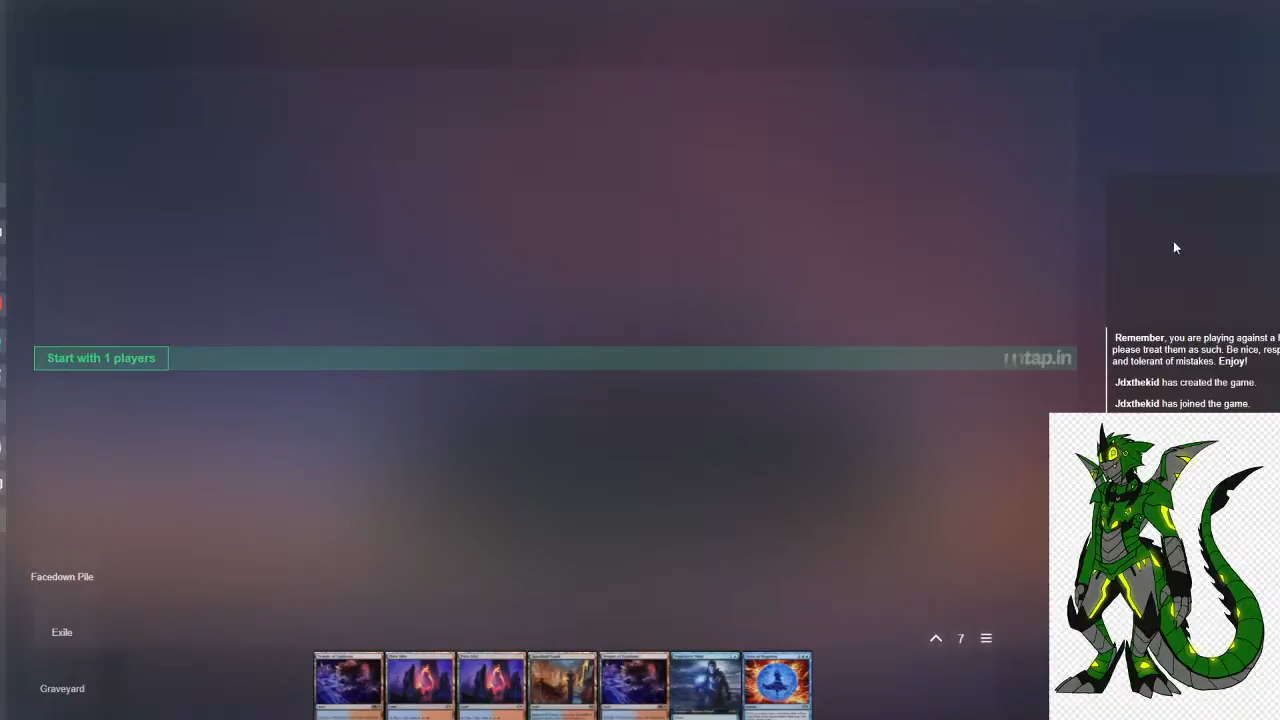 Start with 1 players
untap.in
Remember, you are playing against a
please treat them as such. Be nice,
and tolerant of mistakes. Enjoy!
Jdxthekid has created the game.
Jdxthekid has joined the game.
Facedown Pile
Exile
7
Graveyard